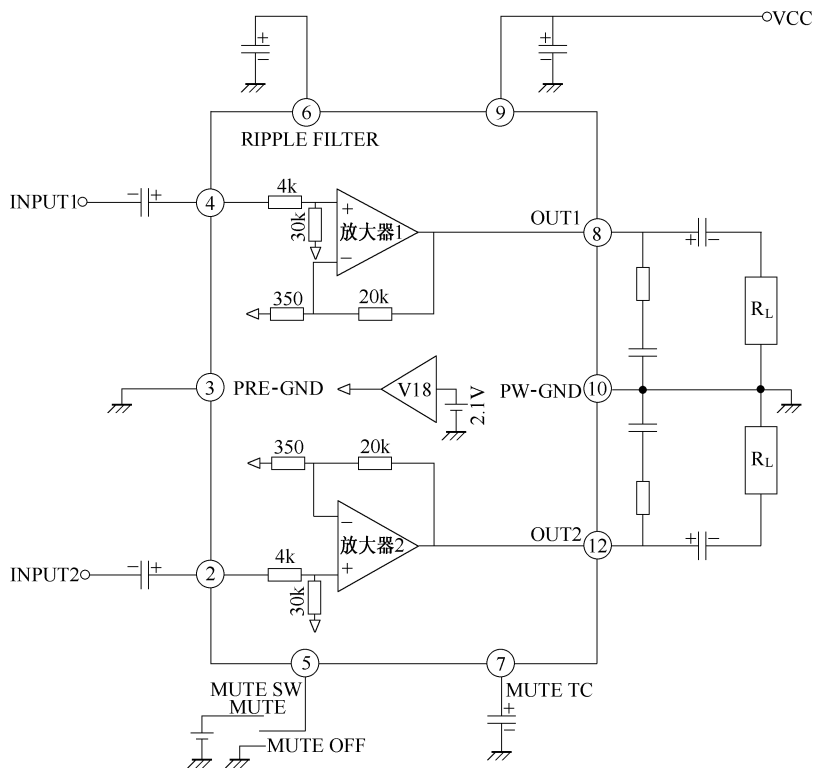 VCC
6
9
RIPPLE FILTER
INPUT1
4
4k
30k
放大器1
+
−
350
20k
OUT1
8
+
−
RL
3
PRE-GND
V18
2.1V
PW-GND
10
350
20k
RL
−
放大器2
+
OUT2
12
INPUT2
2
4k
30k
5
7
MUTE SW
MUTE
MUTE OFF
MUTE TC